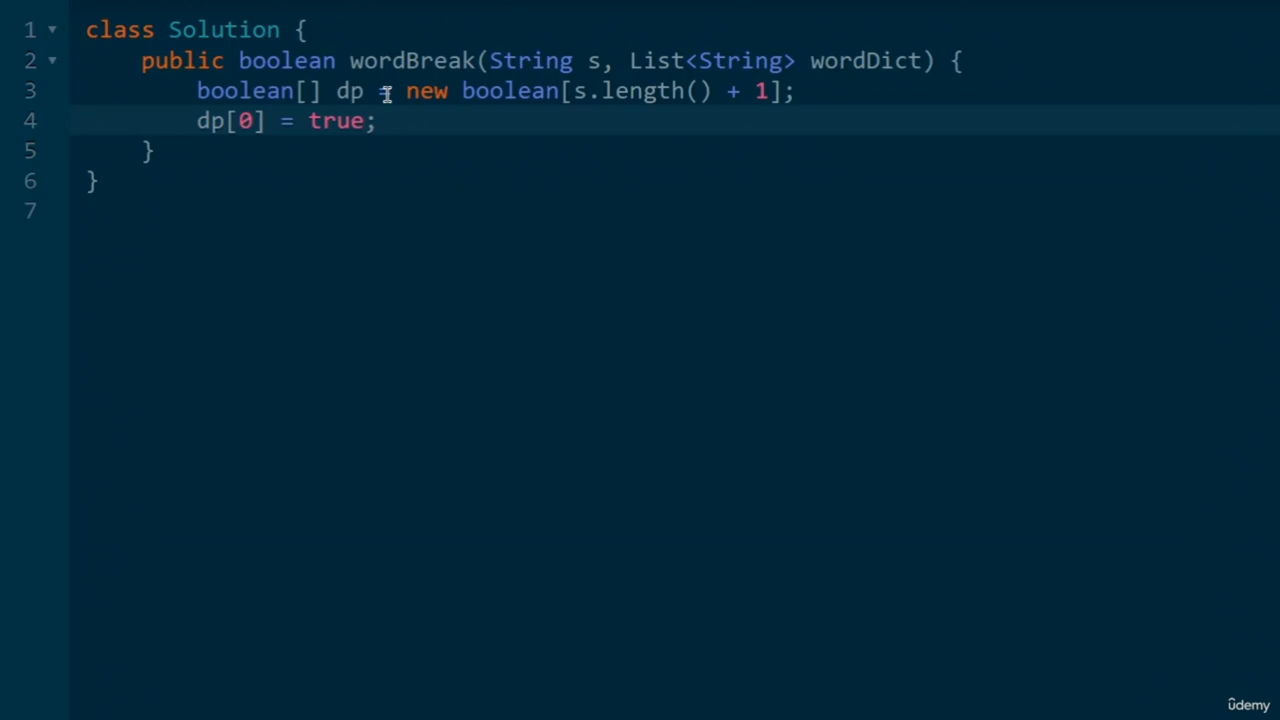 1 class Solution {
2 public boolean wordBreak(String s, List<String> wordDict) {
3 boolean[] dp = new boolean[s.length() + 1];
4 dp[0] = true;
5 }
6 }
7
ûdemy